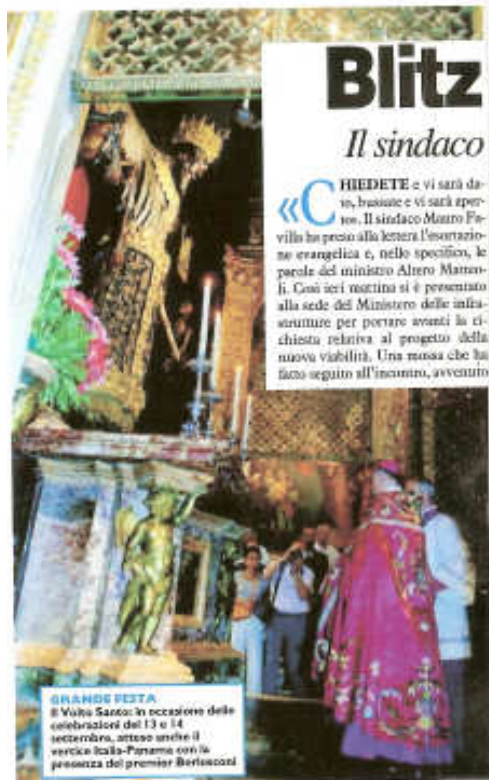 Blitz
Il sindaco
«CHIEDETE e vi sarà da-
to, bussate e vi sarà aper-
to». Il sindaco Mauro Fa-
villa ha preso alla lettera l'esortazio-
ne evangelica e, nello specifico, le
parole del ministro Altero Matteo-
li. Così ieri mattina si è presentato
alla sede del Ministero delle infra-
strutture per portare avanti la ri-
chiesta relativa al progetto della
nuova viabilità. Una mossa che ha
fatto seguito all'incontro, avvenuto
GRANDE FESTA
Il Volto Santo: in occasione delle
celebrazioni del 13 e 14
settembre, atteso anche il
vertice Italia-Panama con la
presenza del premier Berlusconi